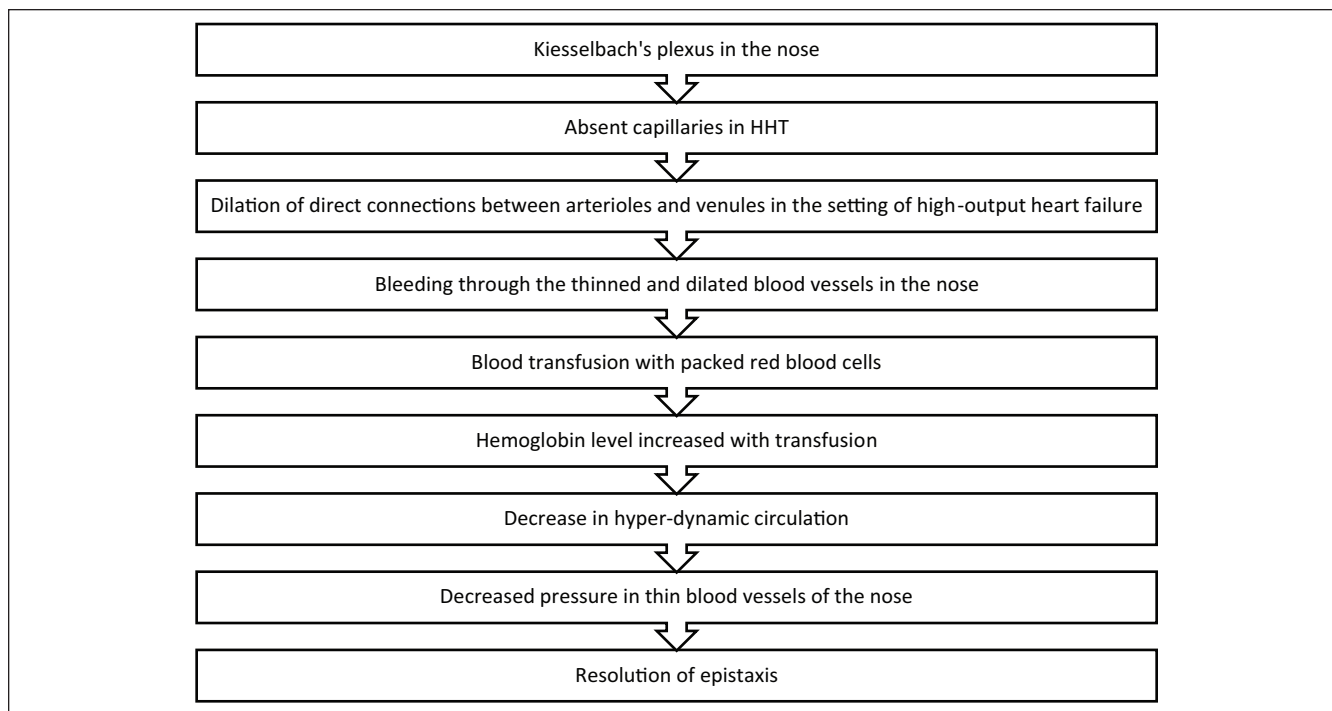 Kiesselbach's plexus in the nose
Absent capillaries in HHT
Dilation of direct connections between arterioles and venules in the setting of high-output heart failure
Bleeding through the thinned and dilated blood vessels in the nose
Blood transfusion with packed red blood cells
Hemoglobin level increased with transfusion
Decrease in hyper-dynamic circulation
Decreased pressure in thin blood vessels of the nose
Resolution of epistaxis